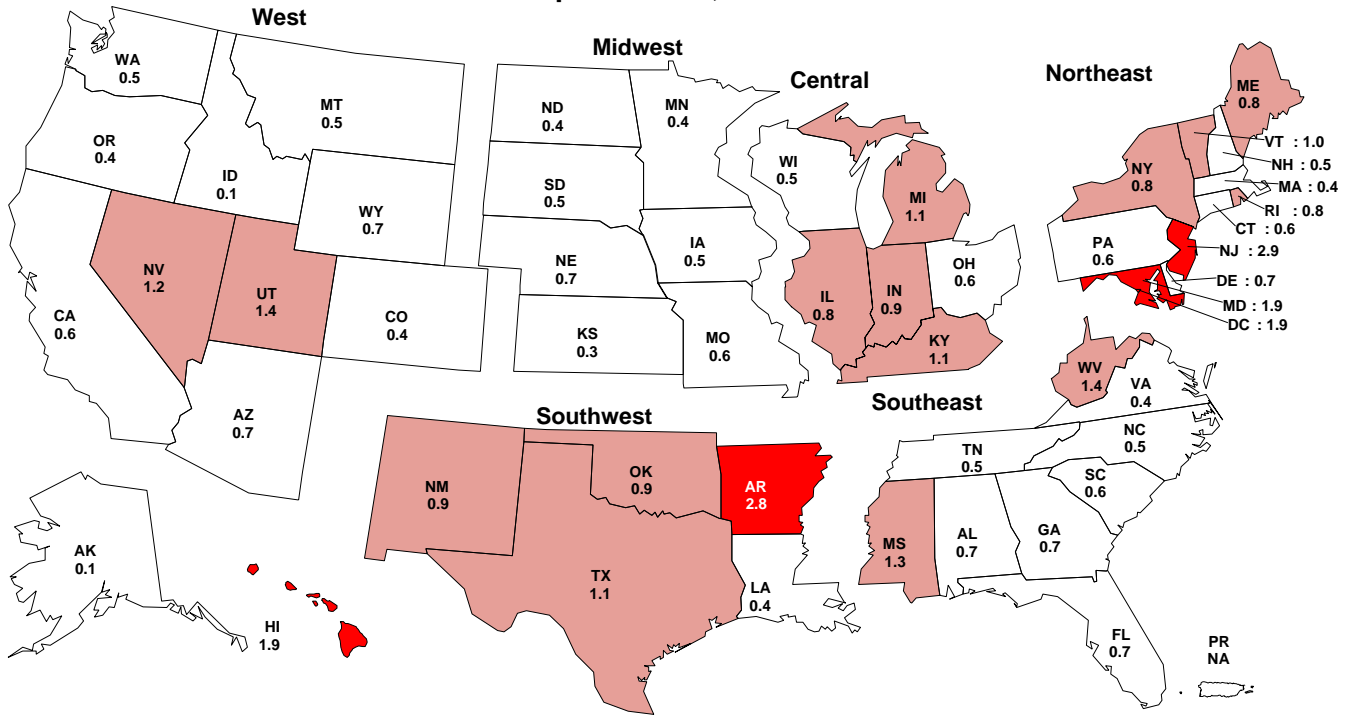 West
WA
0.5
OR
0.4
CA
0.6
NV
1.2
ID
0.1
MT
0.5
WY
0.7
UT
1.4
CO
0.4
AZ
0.7
AK
0.1
HI
1.9
Midwest
ND
0.4
MN
0.4
SD
0.5
NE
0.7
IA
0.5
KS
0.3
MO
0.6
Central
WI
0.5
MI
1.1
IL
0.8
IN
0.9
OH
0.6
KY
1.1
Northeast
ME
0.8
VT : 1.0
NH : 0.5
MA : 0.4
RI : 0.8
CT : 0.6
NJ : 2.9
DE : 0.7
MD : 1.9
DC : 1.9
NY
0.8
PA
0.6
Southwest
NM
0.9
OK
0.9
AR
2.8
TX
1.1
LA
0.4
Southeast
WV
1.4
VA
0.4
TN
0.5
NC
0.5
SC
0.6
MS
1.3
AL
0.7
GA
0.7
FL
0.7
PR
NA